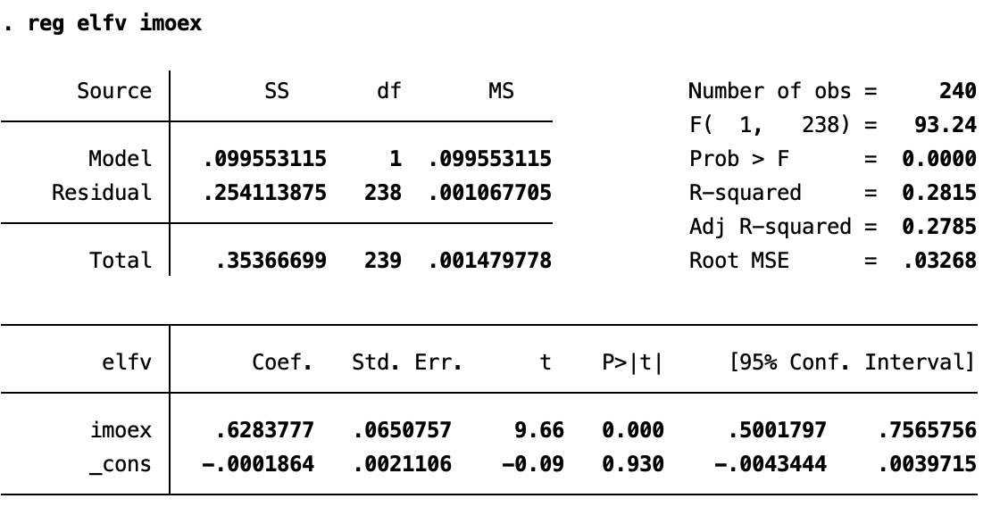 . reg elfv imoex
Source SS df MS Number of obs = 240
F( 1, 238) = 93.24
Model .099553115 1 .099553115 Prob > F = 0.0000
Residual .254113875 238 .001067705 R-squared = 0.2815
Adj R-squared = 0.2785
Total .35366699 239 .001479778 Root MSE = .03268
elfv Coef. Std. Err. t P>|t| [95% Conf. Interval]
imoex .6283777 .0650757 9.66 0.000 .5001797 .7565756
_cons -.0001864 .0021106 -0.09 0.930 -.0043444 .0039715